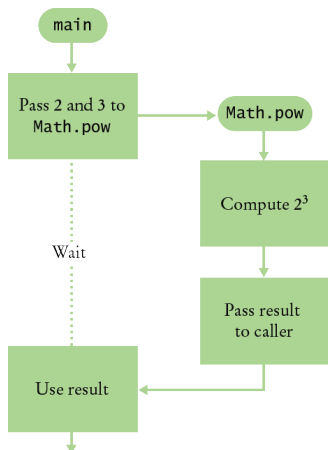 main
Pass 2 and 3 to
Math.pow
Math.pow
Compute 2³
Wait
Pass result
to caller
Use result